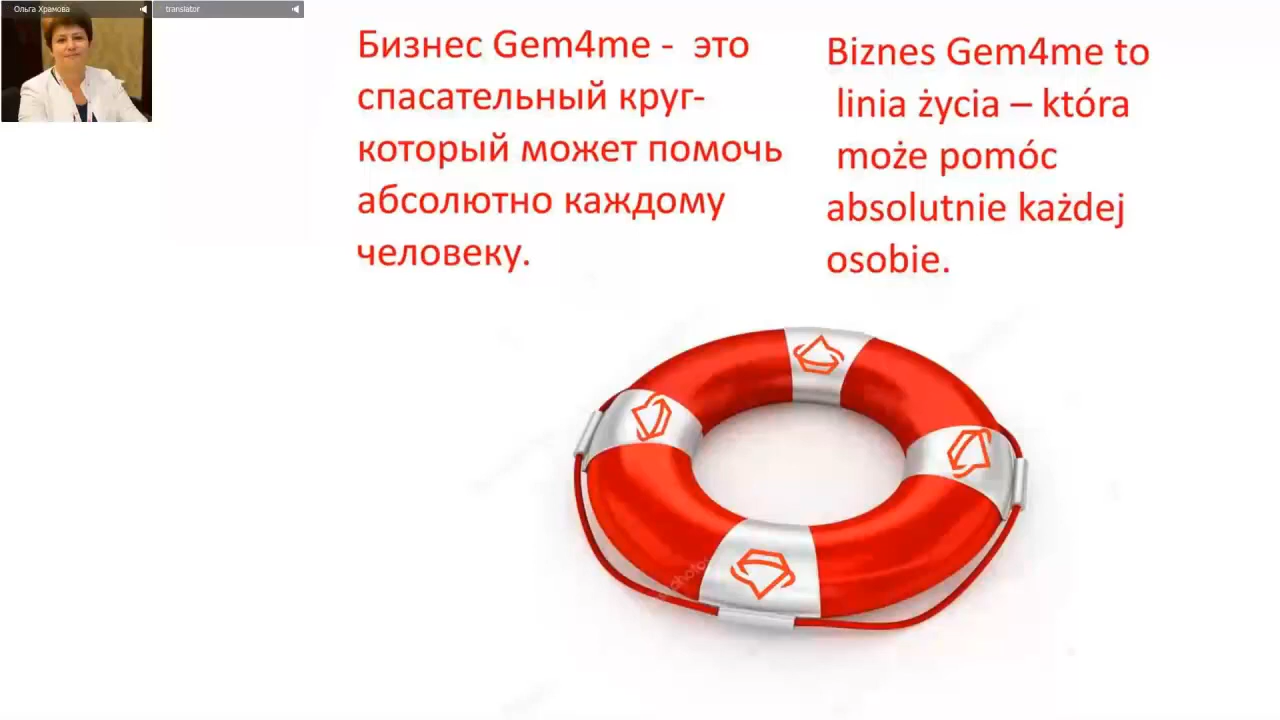 Ольга Храмова
translator
Бизнес Gem4me - это
спасательный круг-
который может помочь
абсолютно каждому
человеку.
Biznes Gem4me to
linia życia – która
może pomóc
absolutnie każdej
osobie.